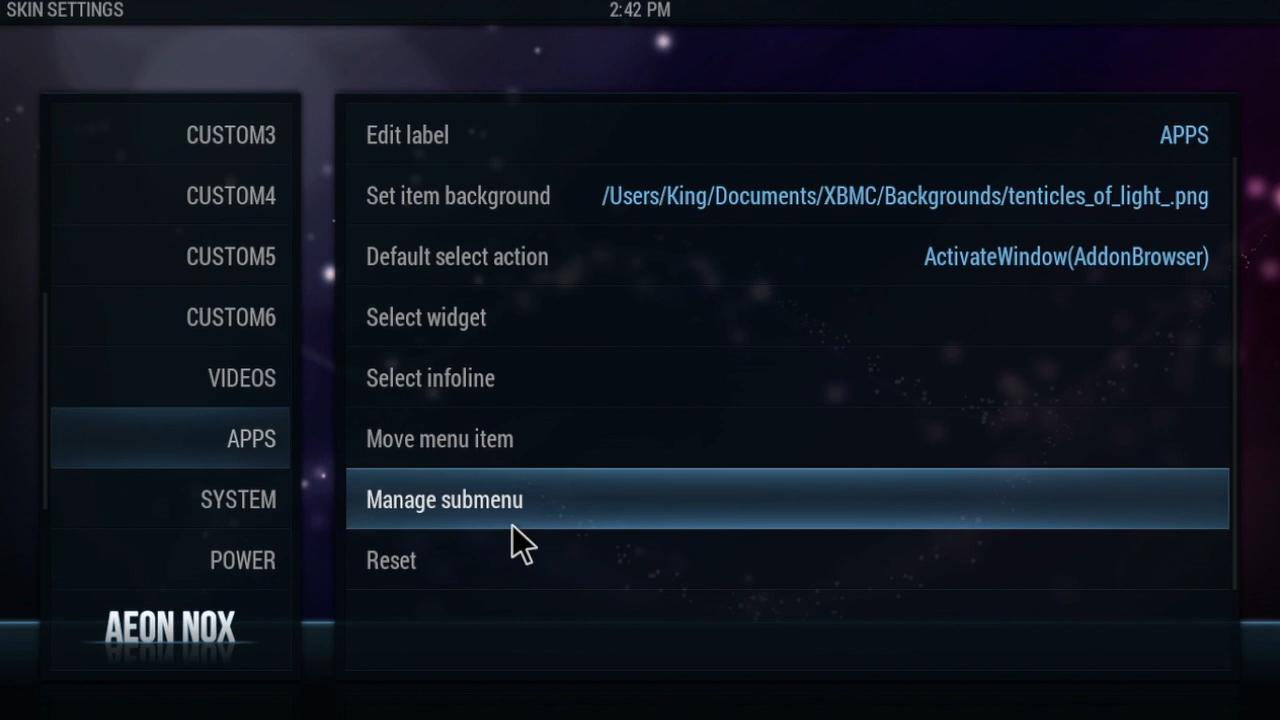 SKIN SETTINGS
2:42 PM
CUSTOM3
CUSTOM4
CUSTOM5
CUSTOM6
VIDEOS
APPS
SYSTEM
POWER
AEON NOX
Edit label APPS
Set item background /Users/King/Documents/XBMC/Backgrounds/tenticles_of_light_.png
Default select action ActivateWindow(AddonBrowser)
Select widget
Select infoline
Move menu item
Manage submenu
Reset